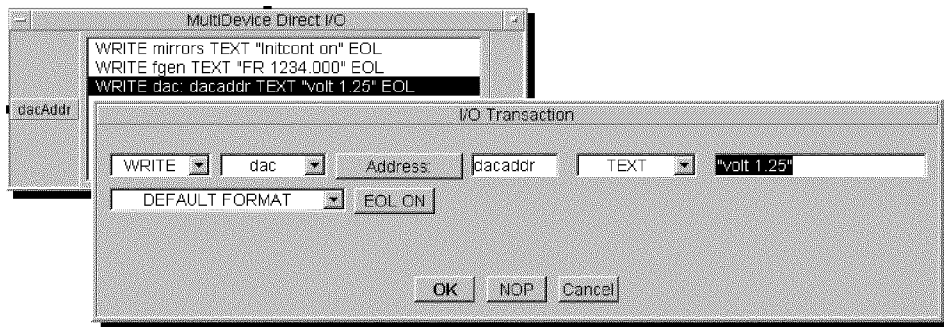 MultiDevice Direct I/O
WRITE mirrors TEXT "Initcont on" EOL
WRITE fgen TEXT "FR 1234.000" EOL
WRITE dac: dacaddr TEXT "volt 1.25" EOL
dacAddr
I/O Transaction
WRITE dac Address: dacaddr TEXT "volt 1.25"
DEFAULT FORMAT EOL ON
OK NOP Cancel